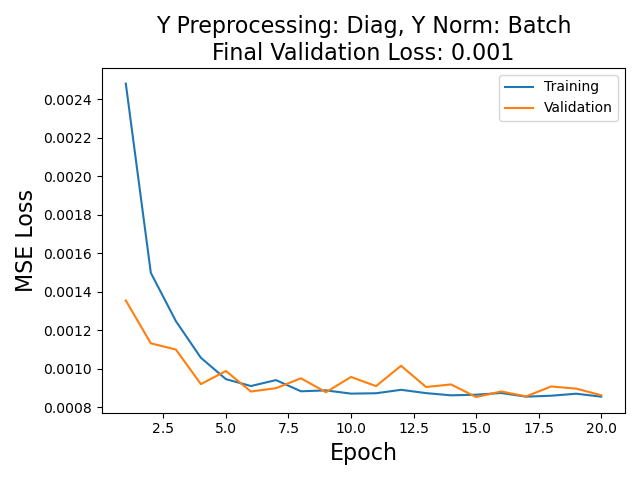 Y Preprocessing: Diag, Y Norm: Batch
Final Validation Loss: 0.001
Training
Validation
0.0024
0.0022
0.0020
0.0018
0.0016
0.0014
0.0012
0.0010
0.0008
MSE Loss
2.5 5.0 7.5 10.0 12.5 15.0 17.5 20.0
Epoch